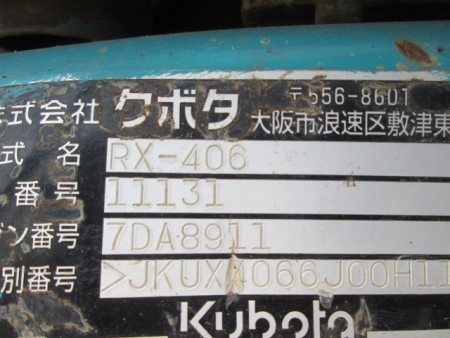 株式会社 クボタ 〒556-8601
大阪市浪速区敷津東
式 名 RX-406
番 号 11131
ン番号 7DA8911
別番号 >JKUX4066J00H11
Kubota